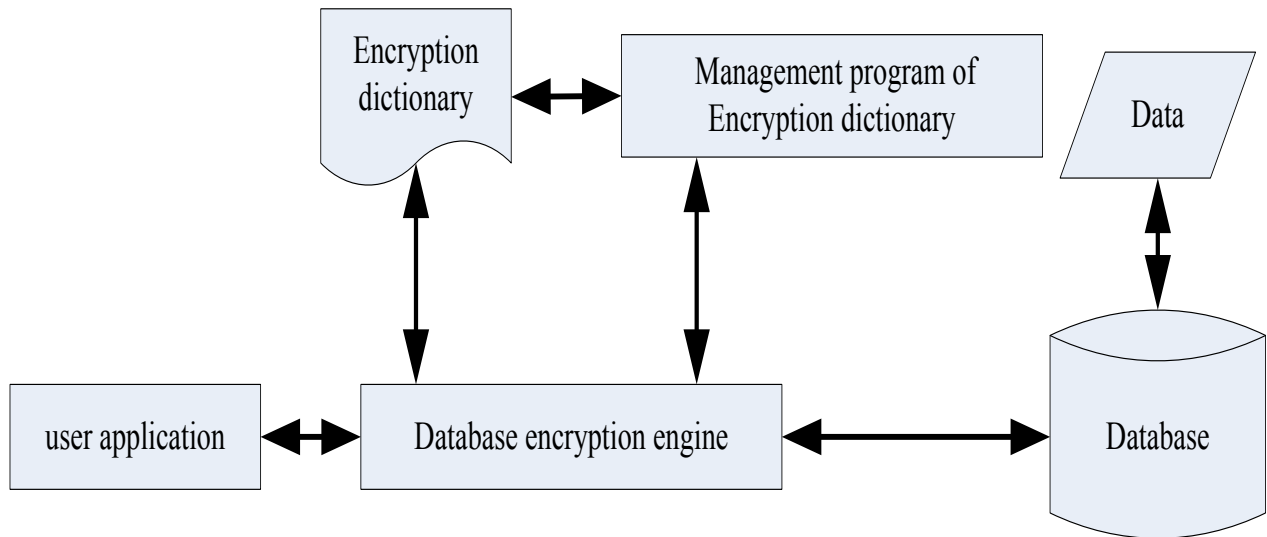 Encryption
dictionary
Management program of
Encryption dictionary
Data
user application
Database encryption engine
Database